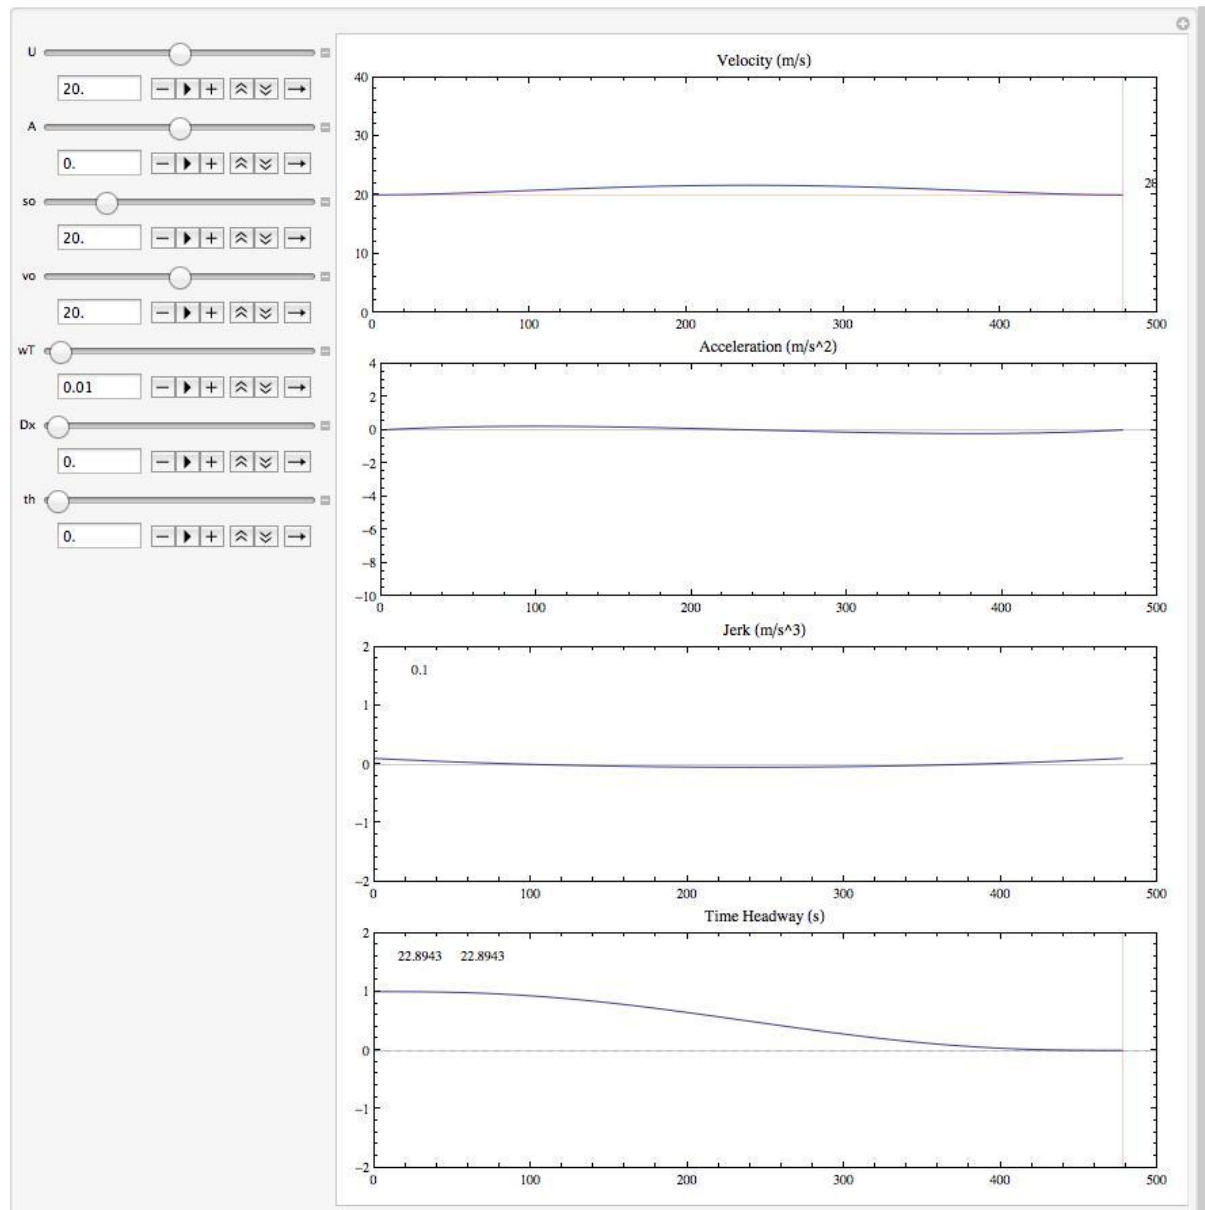 U
20.
A
0.
so
20.
vo
20.
wT
0.01
Dx
0.
th
0.
Velocity (m/s)
40
30
20
10
0
28
0 100 200 300 400 500
Acceleration (m/s^2)
4
2
0
−2
−4
−6
−8
−10
0 100 200 300 400 500
Jerk (m/s^3)
2
0.1
1
0
−1
−2
0 100 200 300 400 500
Time Headway (s)
2
22.8943 22.8943
1
0
−1
−2
0 100 200 300 400 500